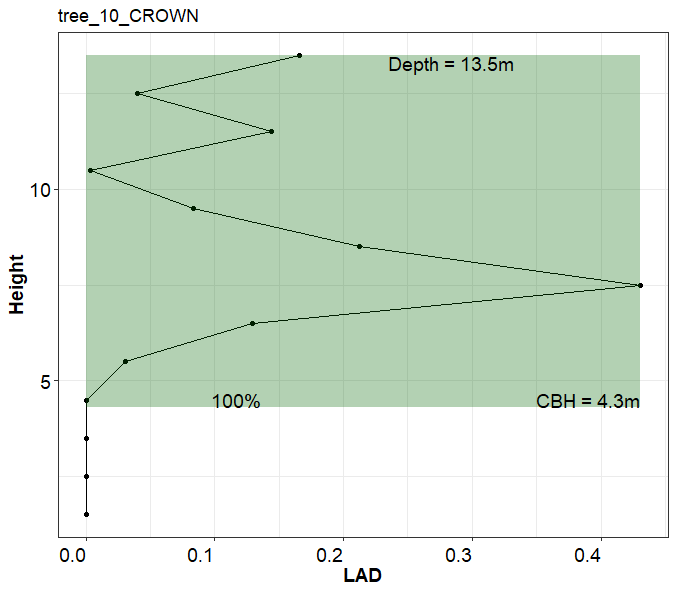 tree_10_CROWN
Depth = 13.5m
10
Height
5
100%
CBH = 4.3m
0.0 0.1 0.2 0.3 0.4
LAD